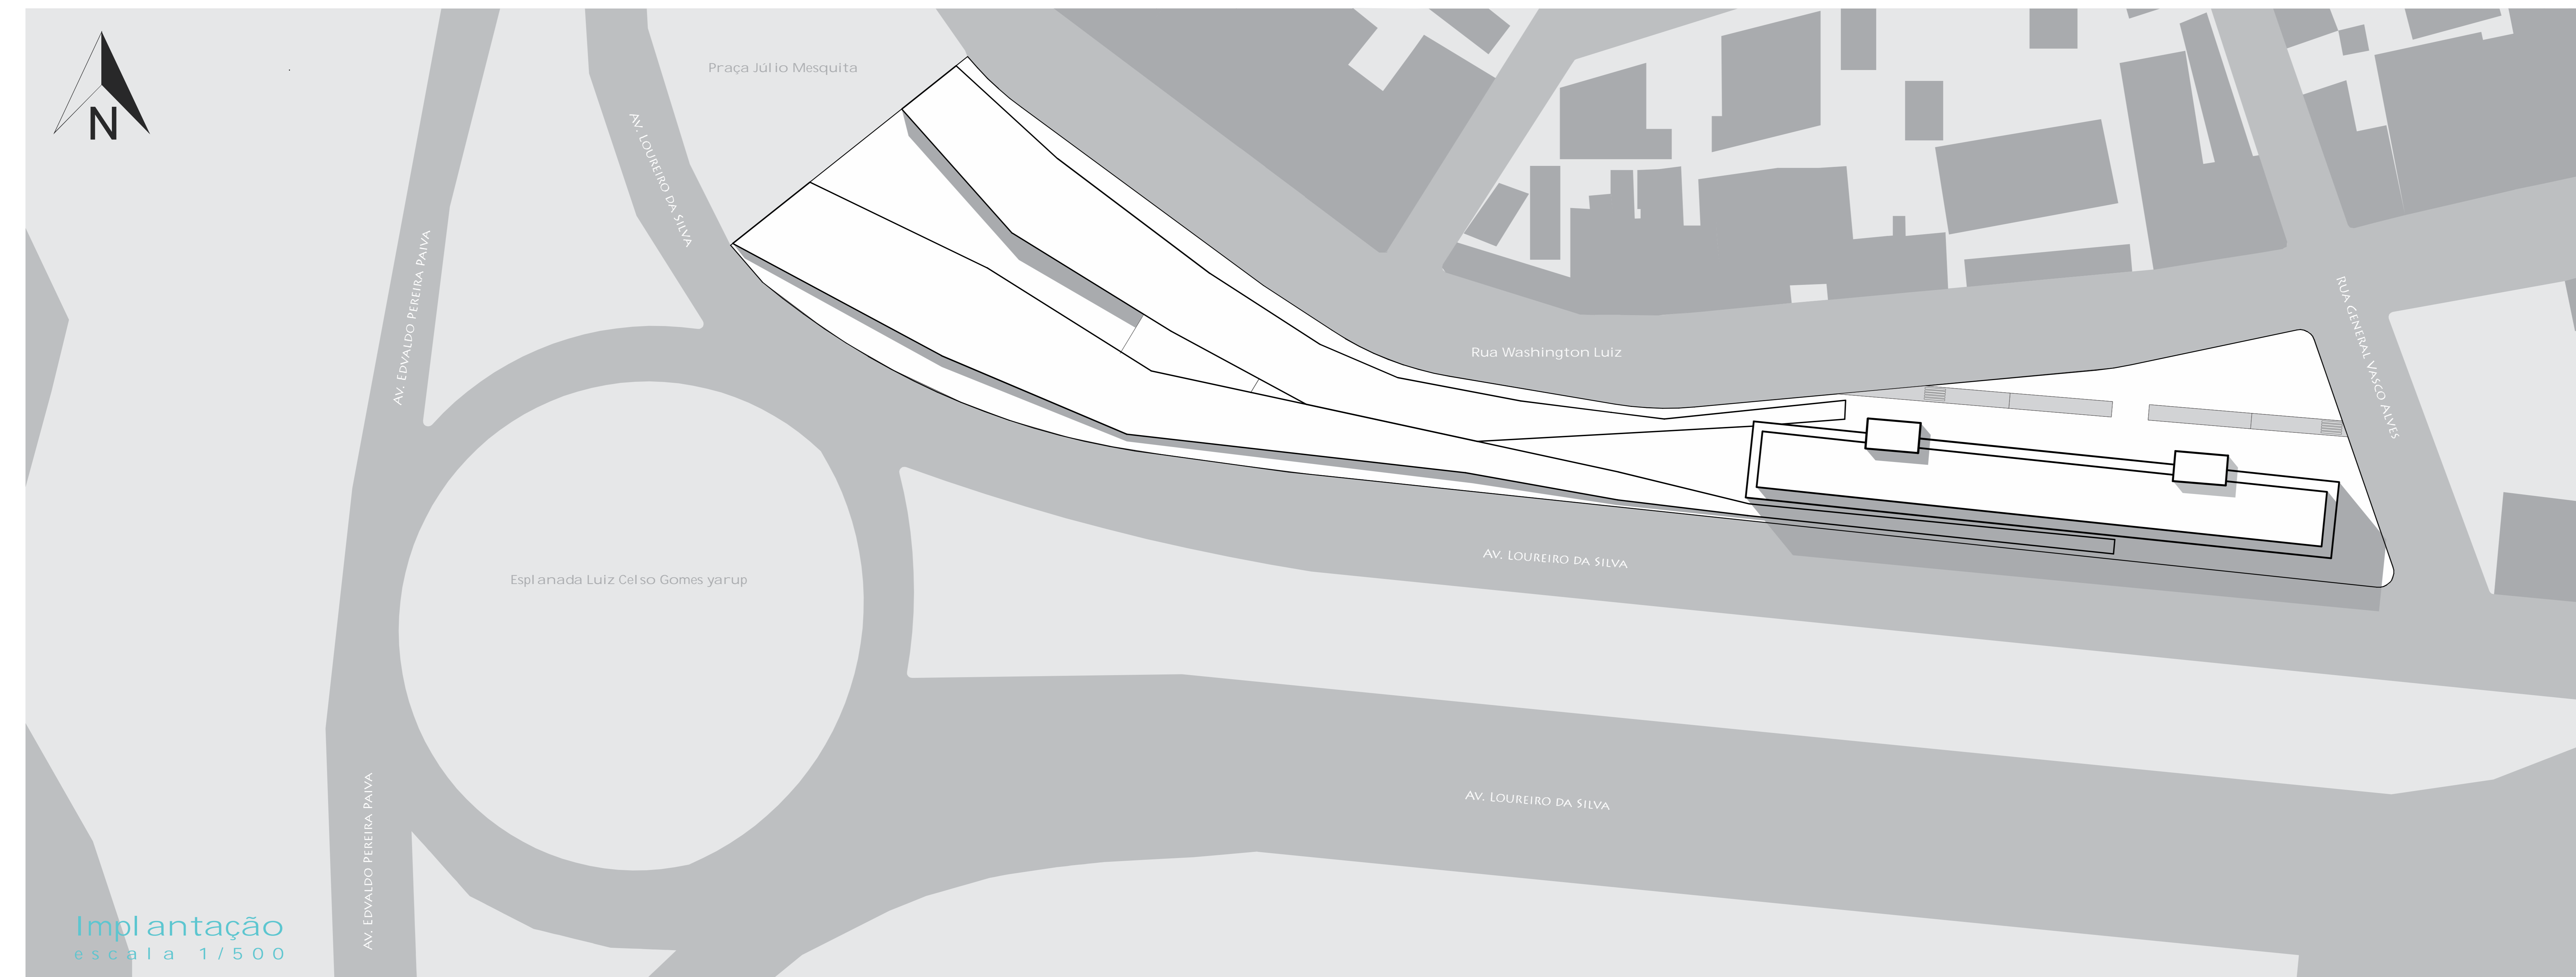 Praça Júlio Mesquita
N
AV. LOUREIRO DA SILVA
AV. EDVALDO PEREIRA PAIVA
RUA GENERAL VASCO ALVES
Rua Washington Luiz
AV. LOUREIRO DA SILVA
Esplanada Luiz Celso Gomes yarup
AV. LOUREIRO DA SILVA
AV. EDVALDO PEREIRA PAIVA
Implantação
escala 1/500